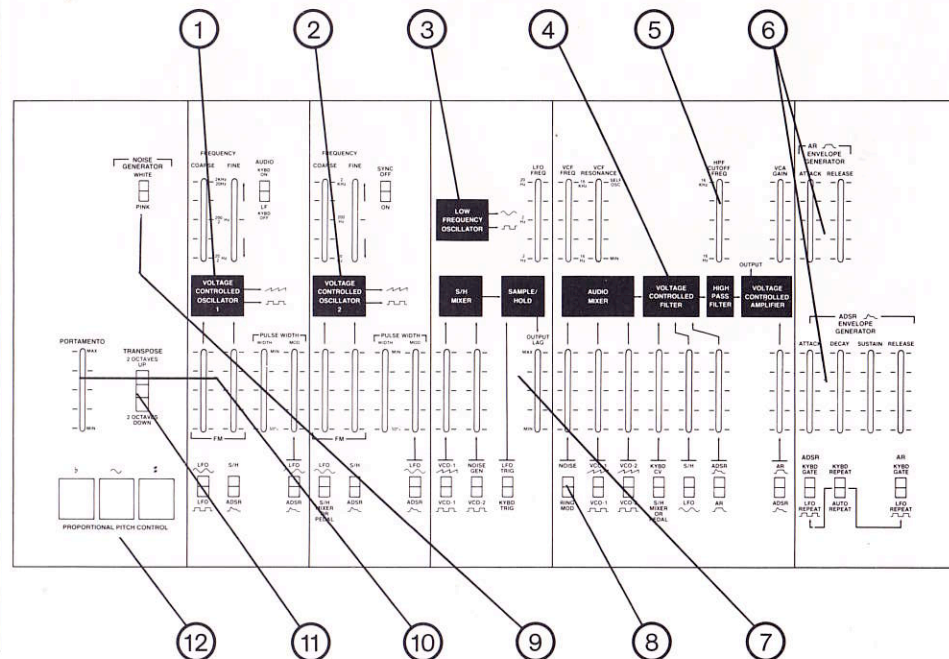 1 2 3 4 5 6
NOISE GENERATOR
WHITE
PINK
PORTAMENTO
MAX
MIN
TRANSPOSE
2 OCTAVES UP
2 OCTAVES DOWN
PROPORTIONAL PITCH CONTROL
FREQUENCY
COARSE FINE
AUDIO
KYBD ON
LF
KYBD OFF
VOLTAGE
CONTROLLED
OSCILLATOR
1
PULSE WIDTH
WIDTH MOD
MIN
FM
LFO S/H LFO
LFO ADSR ADSR
FREQUENCY
COARSE FINE
SYNC
OFF
ON
VOLTAGE
CONTROLLED
OSCILLATOR
2
PULSE WIDTH
WIDTH MOD
MIN
FM
LFO S/H LFO
S/H
MIXER
OR
PEDAL
ADSR ADSR
LFO
FREQ
LOW
FREQUENCY
OSCILLATOR
S/H
MIXER
SAMPLE/
HOLD
OUTPUT
LAG
MAX
MIN
VCO-1 NOISE GEN LFO TRIG
VCO-1 VCO-2 KYBD TRIG
VCF
FREQ
VCF
RESONANCE
SELF
OSC
MIN
HPF
CUTOFF
FREQ
VCA
GAIN
OUTPUT
AUDIO
MIXER
VOLTAGE
CONTROLLED
FILTER
HIGH
PASS
FILTER
VOLTAGE
CONTROLLED
AMPLIFIER
NOISE VCO-1 VCO-2 KYBD CV S/H ADSR AR
RING MOD VCO-1 VCO-2 S/H MIXER OR PEDAL LFO AR ADSR
AR
ENVELOPE
GENERATOR
ATTACK RELEASE
ADSR
ENVELOPE
GENERATOR
ATTACK DECAY SUSTAIN RELEASE
ADSR
KYBD
GATE
LFO
REPEAT
KYBD
REPEAT
AUTO
REPEAT
AR
KYBD
GATE
LFO
REPEAT
12 11 10 9 8 7